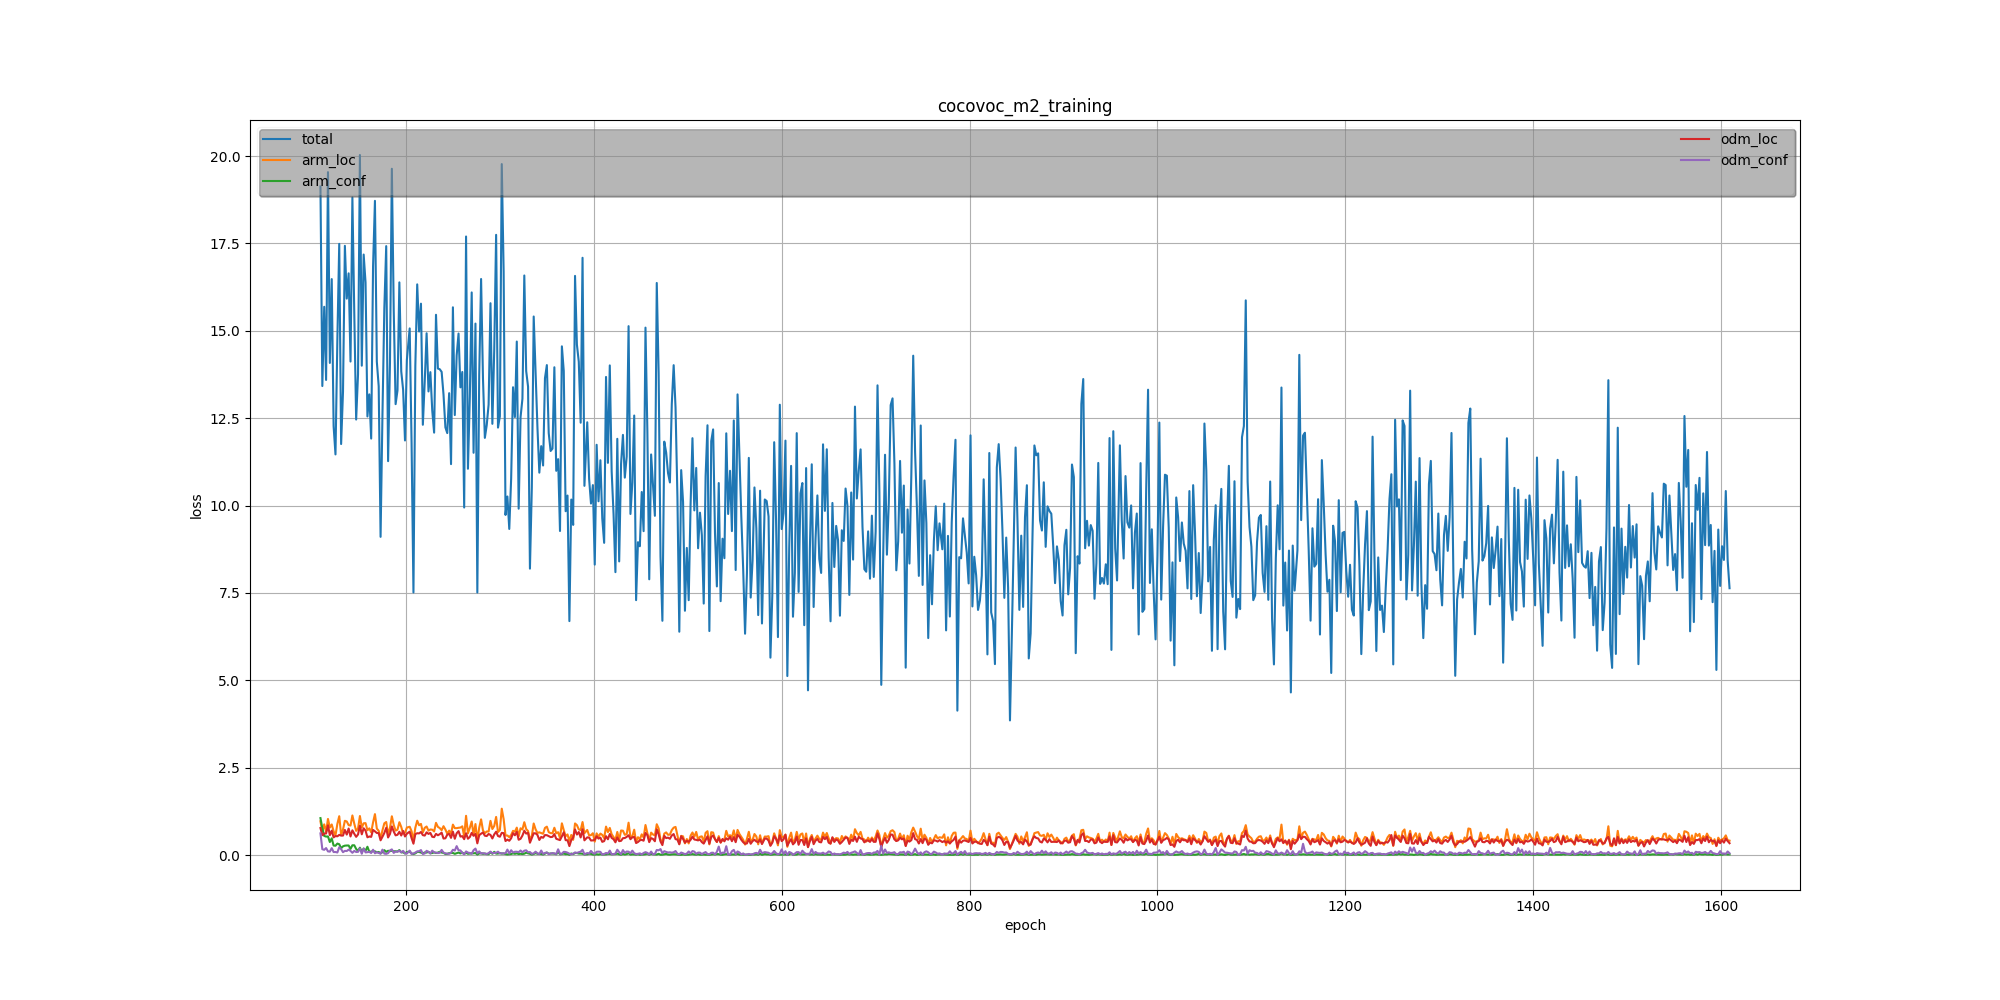 cocovoc_m2_training
total
arm_loc
arm_conf
odm_loc
odm_conf
20.0
17.5
15.0
12.5
10.0
7.5
5.0
2.5
0.0
loss
200 400 600 800 1000 1200 1400 1600
epoch